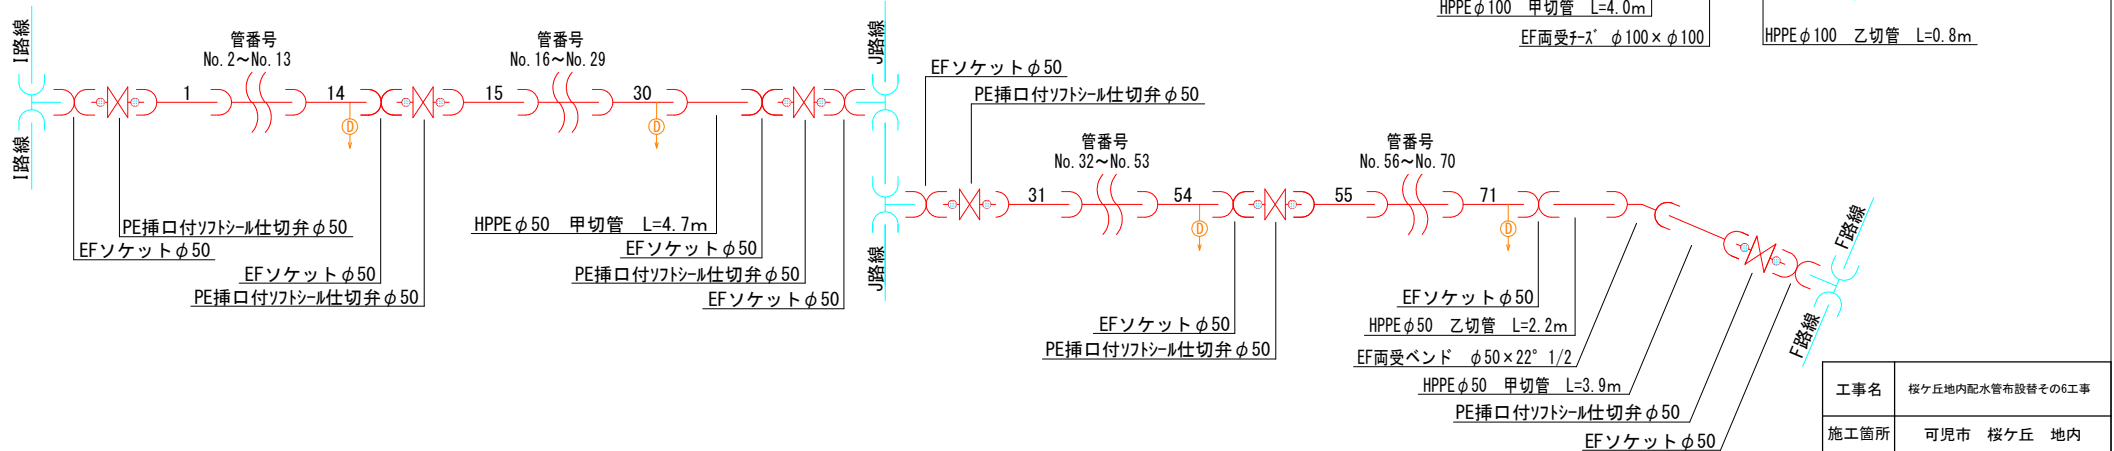 HPPEφ100 甲切管 L=4.0m
EF両受チーズ φ100×φ100
HPPEφ100 乙切管 L=0.8m
I路線
I路線
管番号
No.2～No.13
1
14
D
管番号
No.16～No.29
15
30
D
J路線
J路線
PE挿口付ソフトシール仕切弁φ50
EFソケットφ50
EFソケットφ50
PE挿口付ソフトシール仕切弁φ50
HPPEφ50 甲切管 L=4.7m
EFソケットφ50
PE挿口付ソフトシール仕切弁φ50
EFソケットφ50
EFソケットφ50
PE挿口付ソフトシール仕切弁φ50
管番号
No.32～No.53
31
54
D
管番号
No.56～No.70
55
71
D
F路線
F路線
EFソケットφ50
PE挿口付ソフトシール仕切弁φ50
EFソケットφ50
HPPEφ50 乙切管 L=2.2m
EF両受ベンド φ50×22°1/2
HPPEφ50 甲切管 L=3.9m
PE挿口付ソフトシール仕切弁φ50
EFソケットφ50
工事名 桜ケ丘地内配水管布設替その6工事
施工箇所 可児市 桜ケ丘 地内